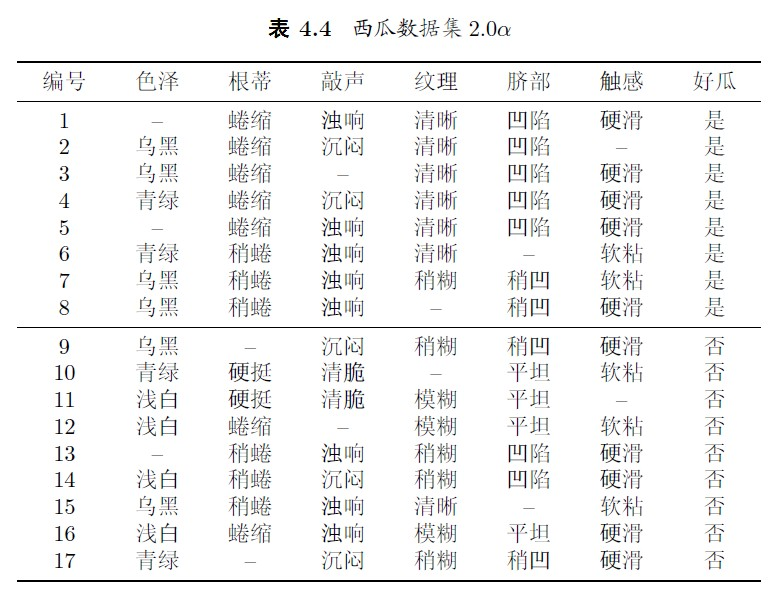 表 4.4 西瓜数据集 2.0α
编号 色泽 根蒂 敲声 纹理 脐部 触感 好瓜
1 – 蜷缩 浊响 清晰 凹陷 硬滑 是
2 乌黑 蜷缩 沉闷 清晰 凹陷 – 是
3 乌黑 蜷缩 – 清晰 凹陷 硬滑 是
4 青绿 蜷缩 沉闷 清晰 凹陷 硬滑 是
5 – 蜷缩 浊响 清晰 凹陷 硬滑 是
6 青绿 稍蜷 浊响 清晰 – 软粘 是
7 乌黑 稍蜷 浊响 稍糊 稍凹 软粘 是
8 乌黑 稍蜷 浊响 – 稍凹 硬滑 是
9 乌黑 – 沉闷 稍糊 稍凹 硬滑 否
10 青绿 硬挺 清脆 – 平坦 软粘 否
11 浅白 硬挺 清脆 模糊 平坦 – 否
12 浅白 蜷缩 – 模糊 平坦 软粘 否
13 – 稍蜷 浊响 稍糊 凹陷 硬滑 否
14 浅白 稍蜷 沉闷 稍糊 凹陷 硬滑 否
15 乌黑 稍蜷 浊响 清晰 – 软粘 否
16 浅白 蜷缩 浊响 模糊 平坦 硬滑 否
17 青绿 – 沉闷 稍糊 稍凹 硬滑 否